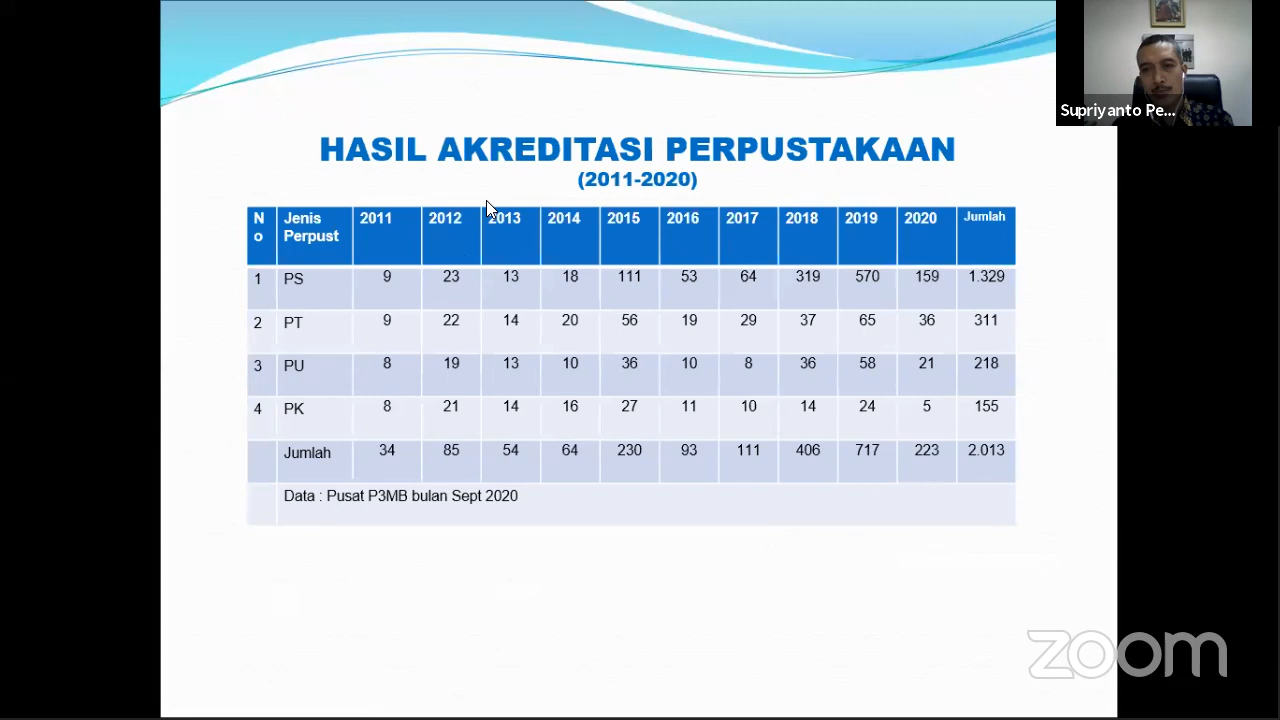 HASIL AKREDITASI PERPUSTAKAAN
(2011-2020)
No Jenis Perpust 2011 2012 2013 2014 2015 2016 2017 2018 2019 2020 Jumlah
1 PS 9 23 13 18 111 53 64 319 570 159 1.329
2 PT 9 22 14 20 56 19 29 37 65 36 311
3 PU 8 19 13 10 36 10 8 36 58 21 218
4 PK 8 21 14 16 27 11 10 14 24 5 155
Jumlah 34 85 54 64 230 93 111 406 717 223 2.013
Data : Pusat P3MB bulan Sept 2020
Supriyanto Pe...
zoom